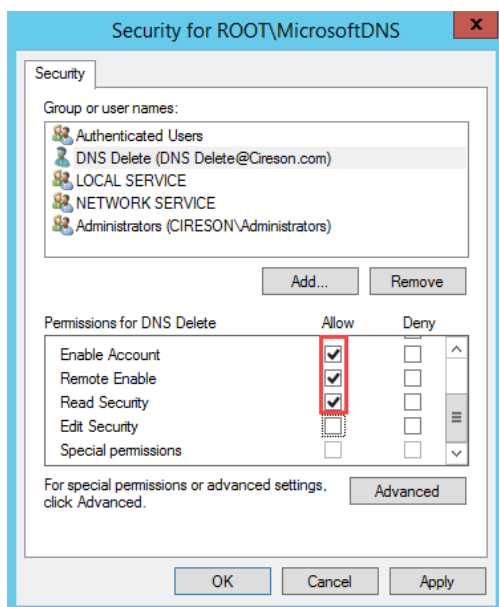 Security for ROOT\MicrosoftDNS
x
Security
Group or user names:
Authenticated Users
DNS Delete (DNS Delete@Cireson.com)
LOCAL SERVICE
NETWORK SERVICE
Administrators (CIRESON\Administrators)
Add... Remove
Permissions for DNS Delete Allow Deny
Enable Account
Remote Enable
Read Security
Edit Security
Special permissions
For special permissions or advanced settings,
click Advanced. Advanced
OK Cancel Apply